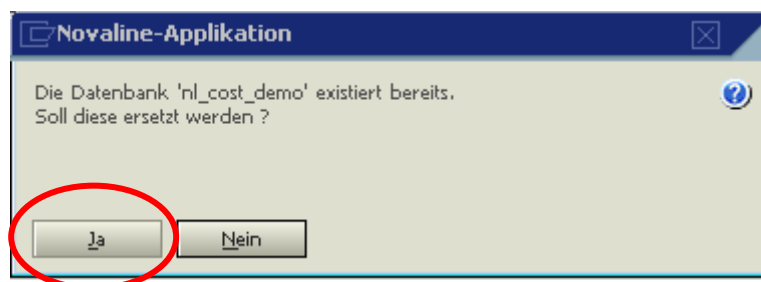 Novaline-Applikation
Die Datenbank 'nl_cost_demo' existiert bereits.
Soll diese ersetzt werden ?
Ja
Nein